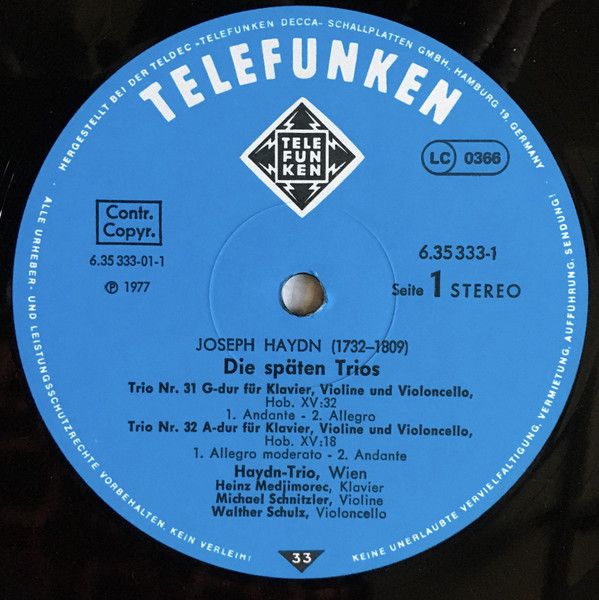 HERGESTELLT BEI DER TELDEC »TELEFUNKEN DECCA« SCHALLPLATTEN GMBH, HAMBURG 19, GERMANY
TELEFUNKEN
TELE
FUN
KEN
LC 0366
Contr.
Copyr.
6.35 333-01-1
℗ 1977
6.35 333-1
Seite 1 STEREO
JOSEPH HAYDN (1732–1809)
Die späten Trios
Trio Nr. 31 G-dur für Klavier, Violine und Violoncello,
Hob. XV:32
1. Andante - 2. Allegro
Trio Nr. 32 A-dur für Klavier, Violine und Violoncello,
Hob. XV:18
1. Allegro moderato - 2. Andante
Haydn-Trio, Wien
Heinz Medjimorec, Klavier
Michael Schnitzler, Violine
Walther Schulz, Violoncello
33
ALLE URHEBER- UND LEISTUNGSSCHUTZRECHTE VORBEHALTEN. KEIN VERLEIH!
KEINE UNERLAUBTE VERVIELFÄLTIGUNG, VERMIETUNG, AUFFÜHRUNG, SENDUNG!